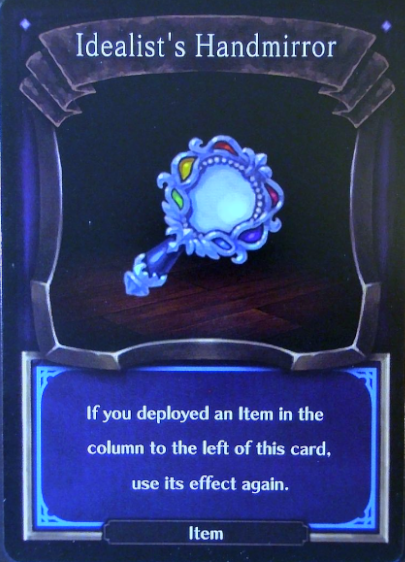 Idealist's Handmirror
If you deployed an Item in the
column to the left of this card,
use its effect again.
Item